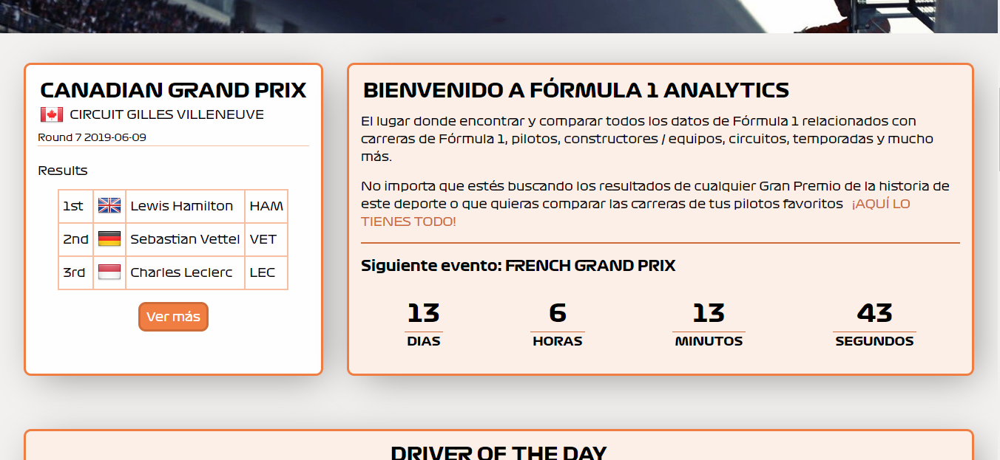 CANADIAN GRAND PRIX
CIRCUIT GILLES VILLENEUVE
Round 7 2019-06-09
Results
1st Lewis Hamilton HAM
2nd Sebastian Vettel VET
3rd Charles Leclerc LEC
Ver más
BIENVENIDO A FÓRMULA 1 ANALYTICS
El lugar donde encontrar y comparar todos los datos de Fórmula 1 relacionados con
carreras de Fórmula 1, pilotos, constructores / equipos, circuitos, temporadas y mucho
más.
No importa que estés buscando los resultados de cualquier Gran Premio de la historia de
este deporte o que quieras comparar las carreras de tus pilotos favoritos ¡AQUÍ LO
TIENES TODO!
Siguiente evento: FRENCH GRAND PRIX
13 6 13 43
DIAS HORAS MINUTOS SEGUNDOS
DRIVER OF THE DAY